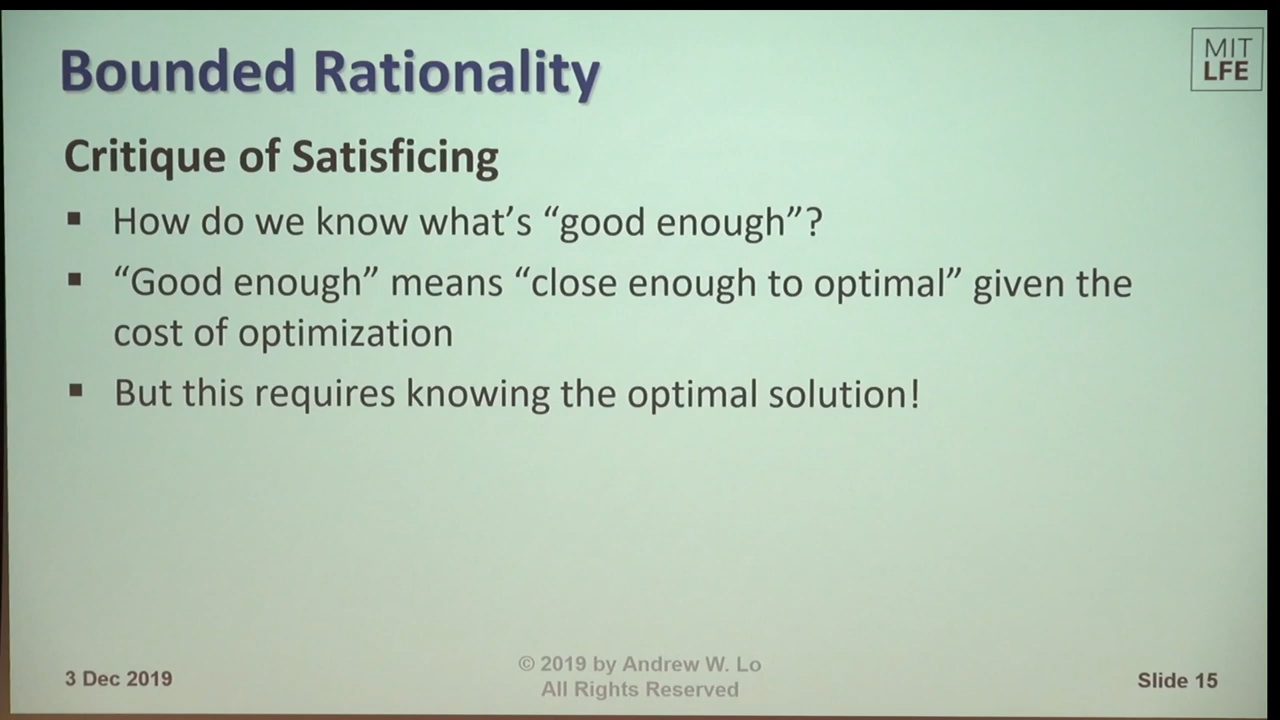 Bounded Rationality
MIT
LFE
Critique of Satisficing
▪ How do we know what’s “good enough”?
▪ “Good enough” means “close enough to optimal” given the
cost of optimization
▪ But this requires knowing the optimal solution!
3 Dec 2019
© 2019 by Andrew W. Lo
All Rights Reserved
Slide 15